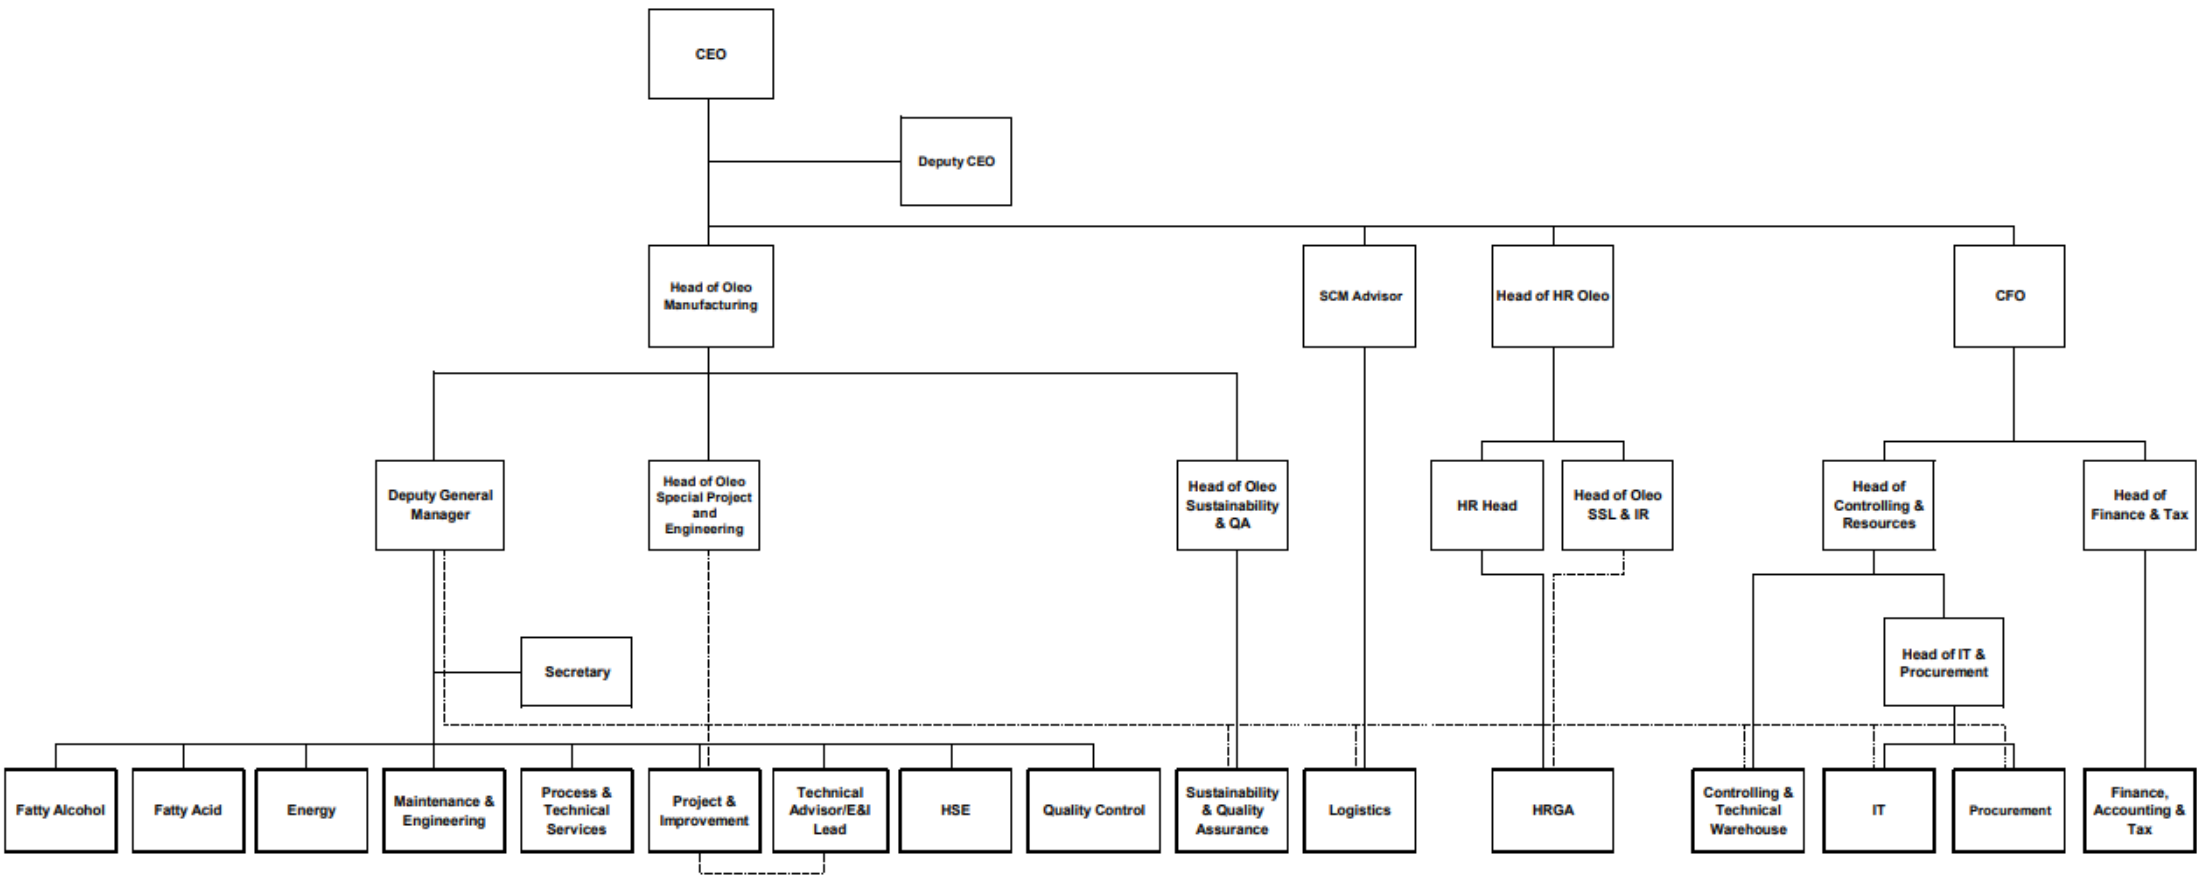 CEO
Deputy CEO
Head of Oleo
Manufacturing
SCM Advisor
Head of HR Oleo
CFO
Deputy General
Manager
Head of Oleo
Special Project
and
Engineering
Head of Oleo
Sustainability
& QA
HR Head
Head of Oleo
SSL & IR
Head of
Controlling &
Resources
Head of
Finance & Tax
Secretary
Head of IT &
Procurement
Fatty Alcohol
Fatty Acid
Energy
Maintenance &
Engineering
Process &
Technical
Services
Project &
Improvement
Technical
Advisor/E&I
Lead
HSE
Quality Control
Sustainability
& Quality
Assurance
Logistics
HRGA
Controlling &
Technical
Warehouse
IT
Procurement
Finance,
Accounting &
Tax